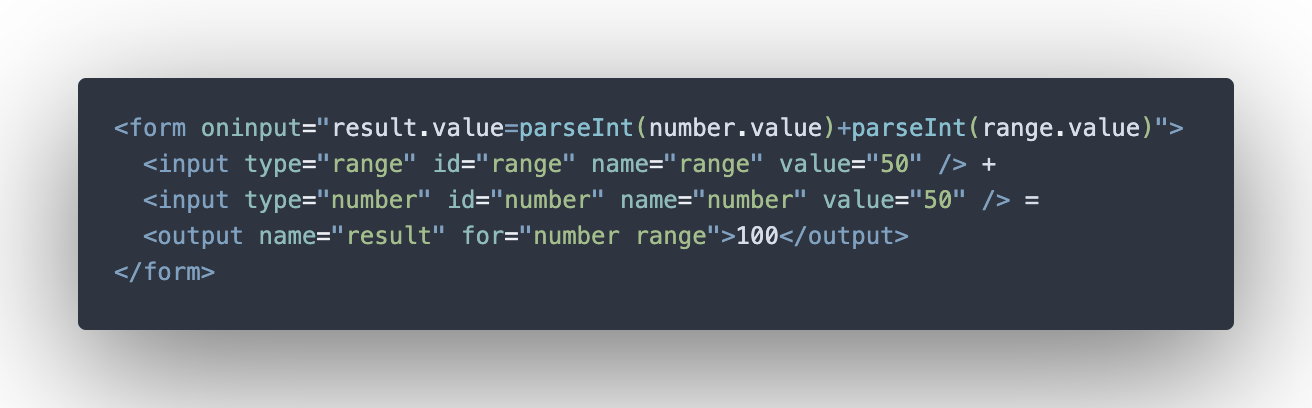 <form oninput="result.value=parseInt(number.value)+parseInt(range.value)">
  <input type="range" id="range" name="range" value="50" /> +
  <input type="number" id="number" name="number" value="50" /> =
  <output name="result" for="number range">100</output>
</form>